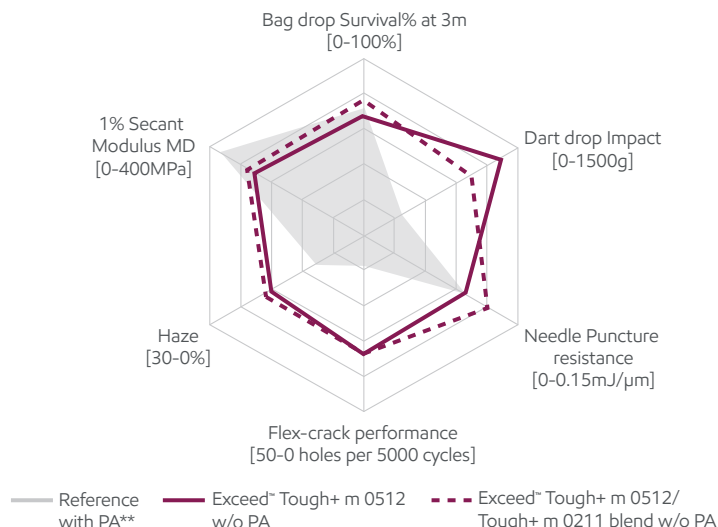 Bag drop Survival% at 3m
[0-100%]
1% Secant
Modulus MD
[0-400MPa]
Dart drop Impact
[0-1500g]
Haze
[30-0%]
Needle Puncture
resistance
[0-0.15mJ/µm]
Flex-crack performance
[50-0 holes per 5000 cycles]
Reference
with PA**
Exceed™ Tough+ m 0512
w/o PA
Exceed™ Tough+ m 0512/
Tough+ m 0211 blend w/o PA